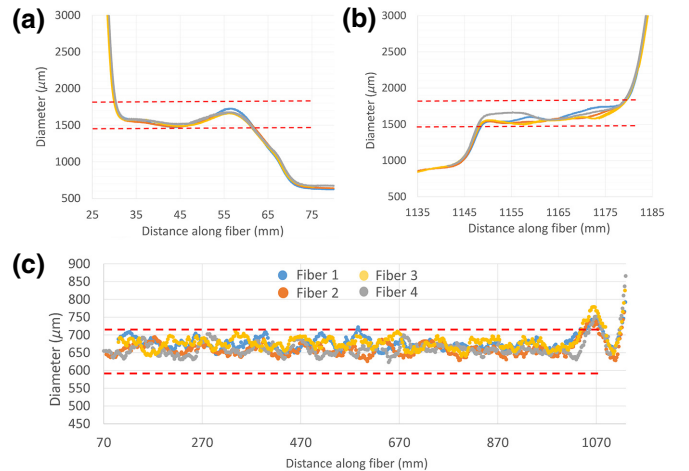 (a)
3000
2500
2000
1500
1000
500
Diameter (μm)
25 35 45 55 65 75
Distance along fiber (mm)
(b)
3000
2500
2000
1500
1000
500
Diameter (μm)
1135 1145 1155 1165 1175 1185
Distance along fiber (mm)
(c)
900
850
800
750
700
650
600
550
500
450
Diameter (μm)
Fiber 1 Fiber 3
Fiber 2 Fiber 4
70 270 470 670 870 1070
Distance along fiber (mm)